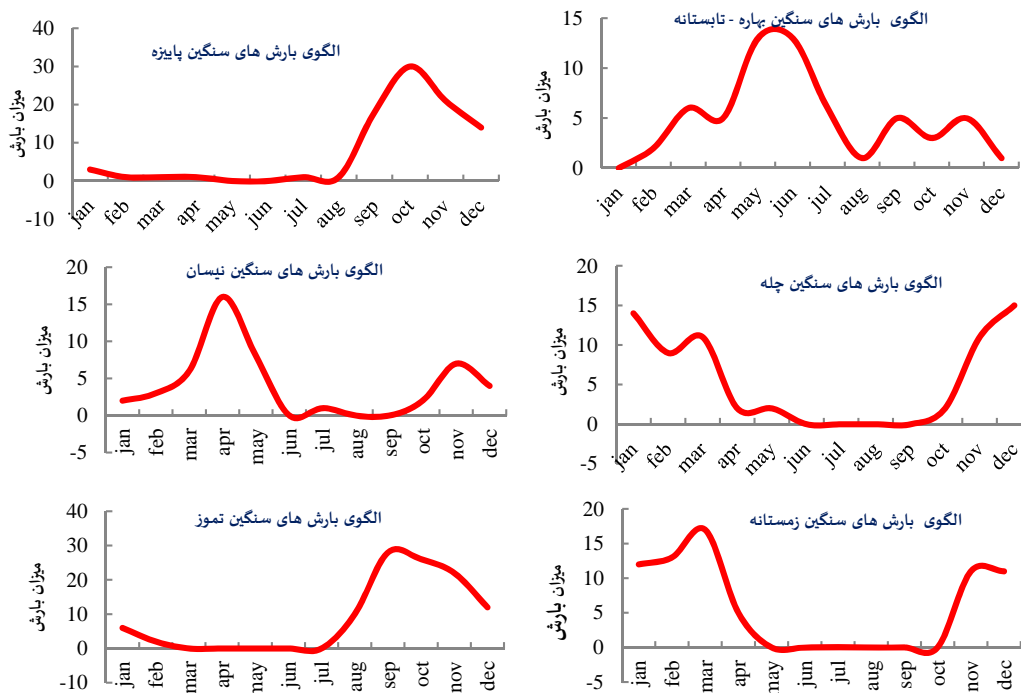 الگوی بارش های سنگین پاییزه
میزان بارش
40
30
20
10
0
-10
jan feb mar apr may jun jul aug sep oct nov dec
الگوی بارش های سنگین بهاره - تابستانه
میزان بارش
15
10
5
0
jan feb mar apr may jun jul aug sep oct nov dec
الگوی بارش های سنگین نیسان
میزان بارش
20
15
10
5
0
-5
jan feb mar apr may jun jul aug sep oct nov dec
الگوی بارش های سنگین چله
میزان بارش
20
15
10
5
0
-5
jan feb mar apr may jun jul aug sep oct nov dec
الگوی بارش های سنگین تموز
میزان بارش
40
30
20
10
0
-10
jan feb mar apr may jun jul aug sep oct nov dec
الگوی بارش های سنگین زمستانه
میزان بارش
20
15
10
5
0
-5
jan feb mar apr may jun jul aug sep oct nov dec